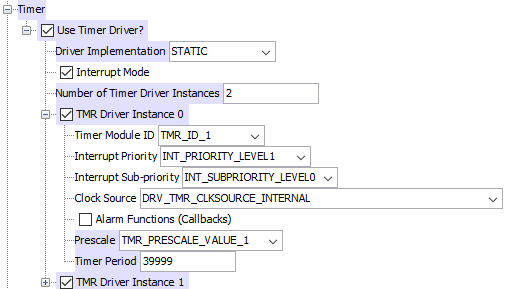 Timer
Use Timer Driver?
Driver Implementation STATIC
Interrupt Mode
Number of Timer Driver Instances 2
TMR Driver Instance 0
Timer Module ID TMR_ID_1
Interrupt Priority INT_PRIORITY_LEVEL1
Interrupt Sub-priority INT_SUBPRIORITY_LEVEL0
Clock Source DRV_TMR_CLKSOURCE_INTERNAL
Alarm Functions (Callbacks)
Prescale TMR_PRESCALE_VALUE_1
Timer Period 39999
TMR Driver Instance 1